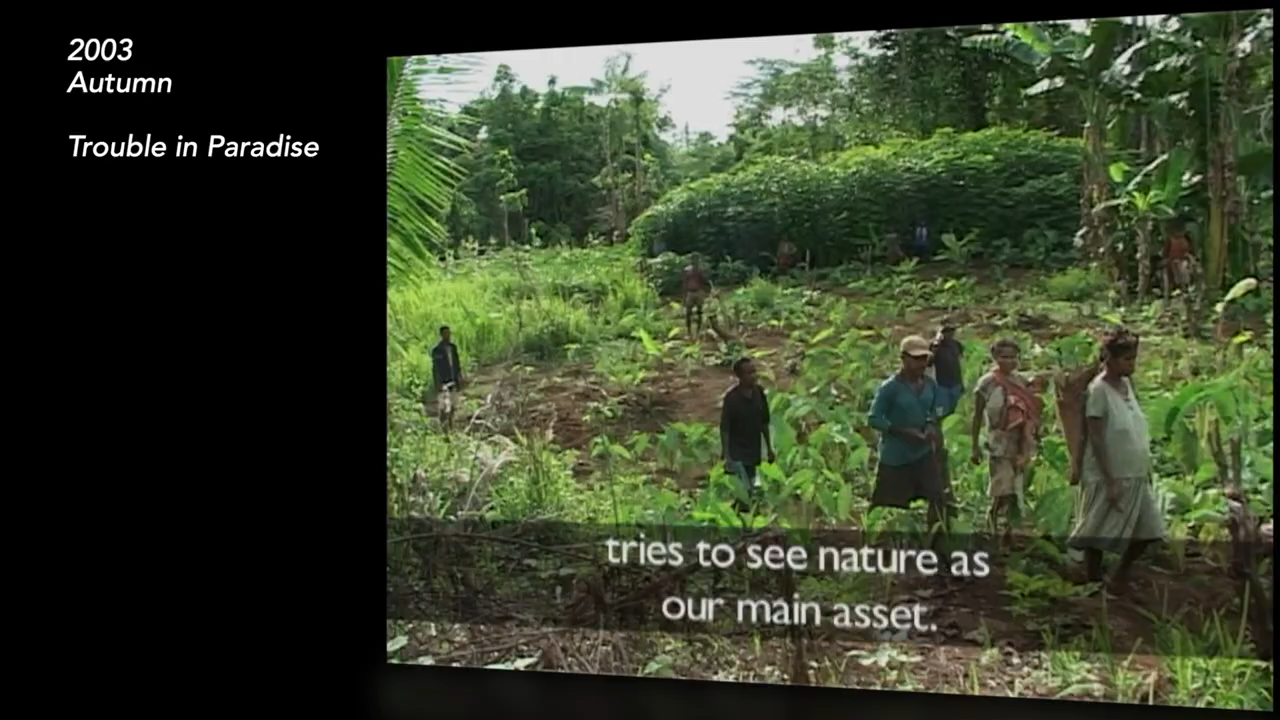 2003
Autumn
Trouble in Paradise
tries to see nature as
our main asset.